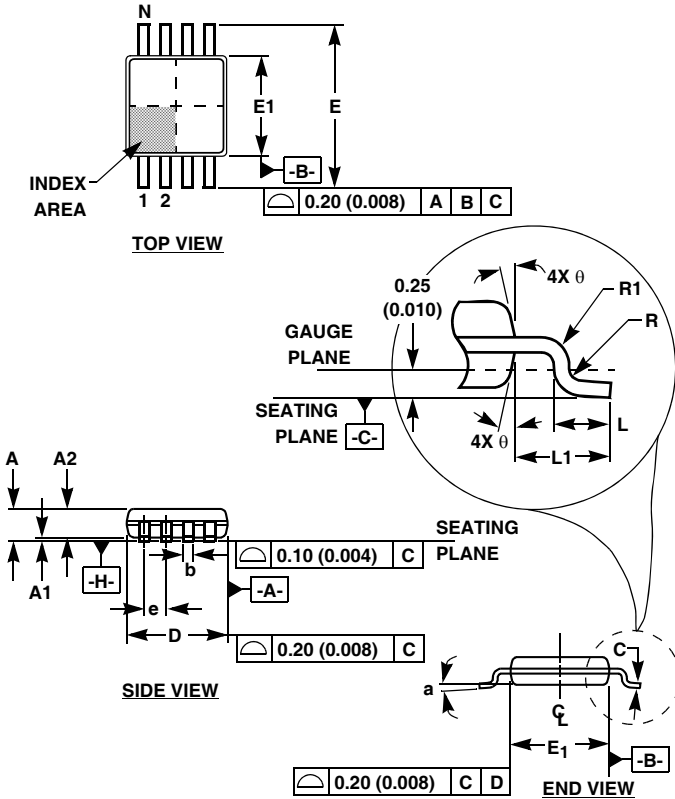 N
E1
E
-B-
INDEX
AREA
1 2
0.20 (0.008) A B C
TOP VIEW
0.25
(0.010)
4X θ
R1
R
GAUGE
PLANE
SEATING
PLANE
-C-
4X θ
L
L1
A A2
SEATING
PLANE
A1
-H-
b
0.10 (0.004) C
-A-
e
D
0.20 (0.008) C
SIDE VIEW
C
a
CL
E1
-B-
0.20 (0.008) C D
END VIEW